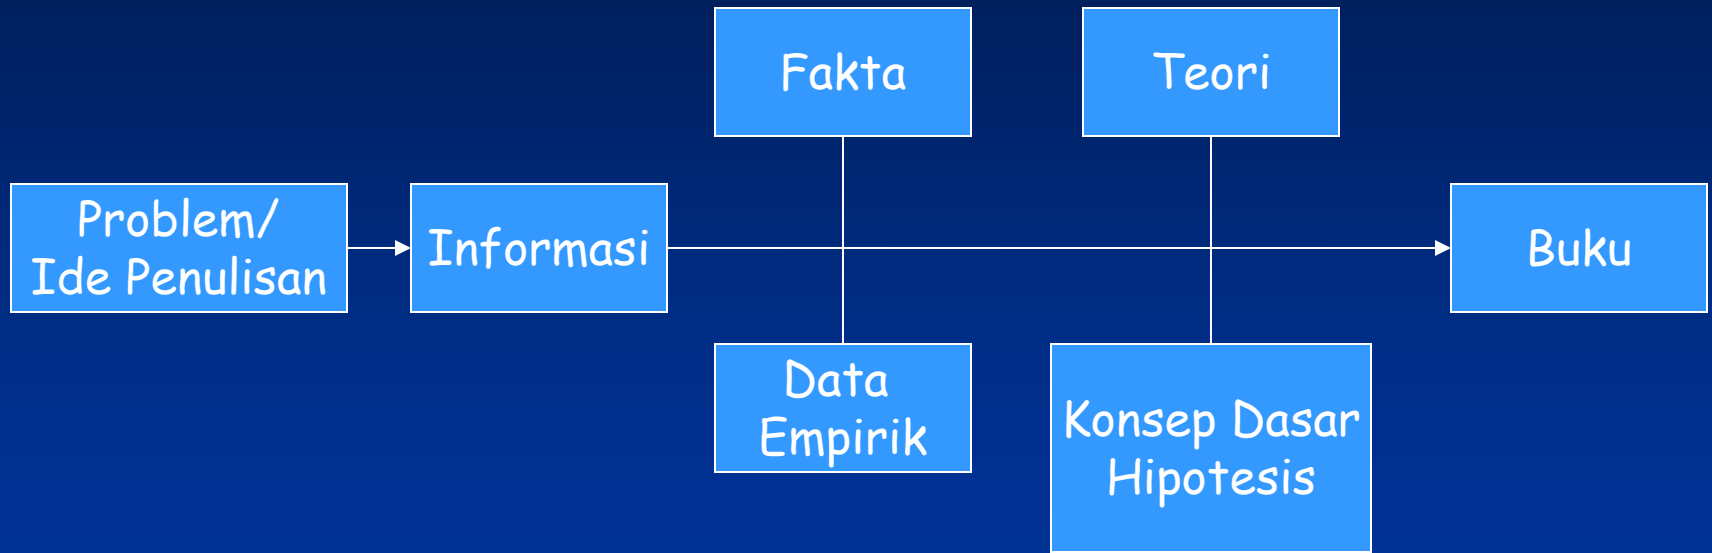 Fakta
Teori
Problem/
Ide Penulisan
Informasi
Buku
Data
Empirik
Konsep Dasar
Hipotesis